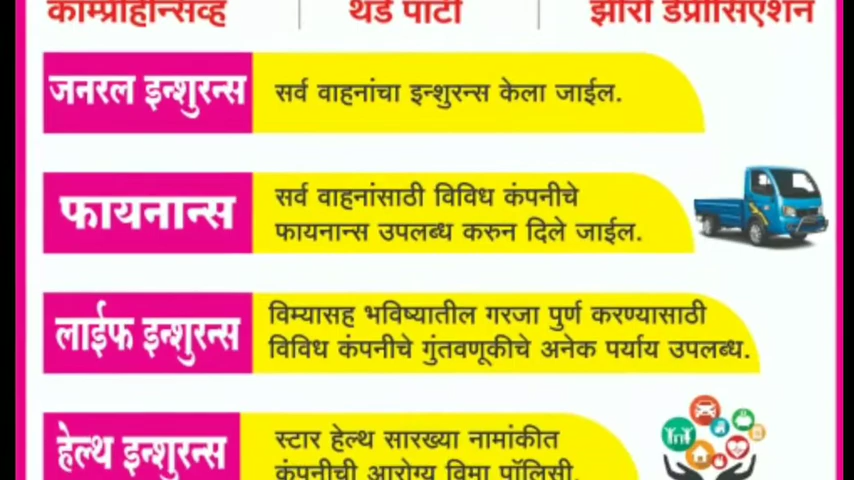 कॉम्प्रीहेन्सिव्ह
थर्ड पार्टी
झीरो डेप्रीसिएशन
जनरल इन्शुरन्स
सर्व वाहनांचा इन्शुरन्स केला जाईल.
फायनान्स
सर्व वाहनांसाठी विविध कंपनीचे
फायनान्स उपलब्ध करुन दिले जाईल.
लाईफ इन्शुरन्स
विम्यासह भविष्यातील गरजा पुर्ण करण्यासाठी
विविध कंपनीचे गुंतवणूकीचे अनेक पर्याय उपलब्ध.
हेल्थ इन्शुरन्स
स्टार हेल्थ सारख्या नामांकीत
कंपनीची आरोग्य विमा पॉलिसी.